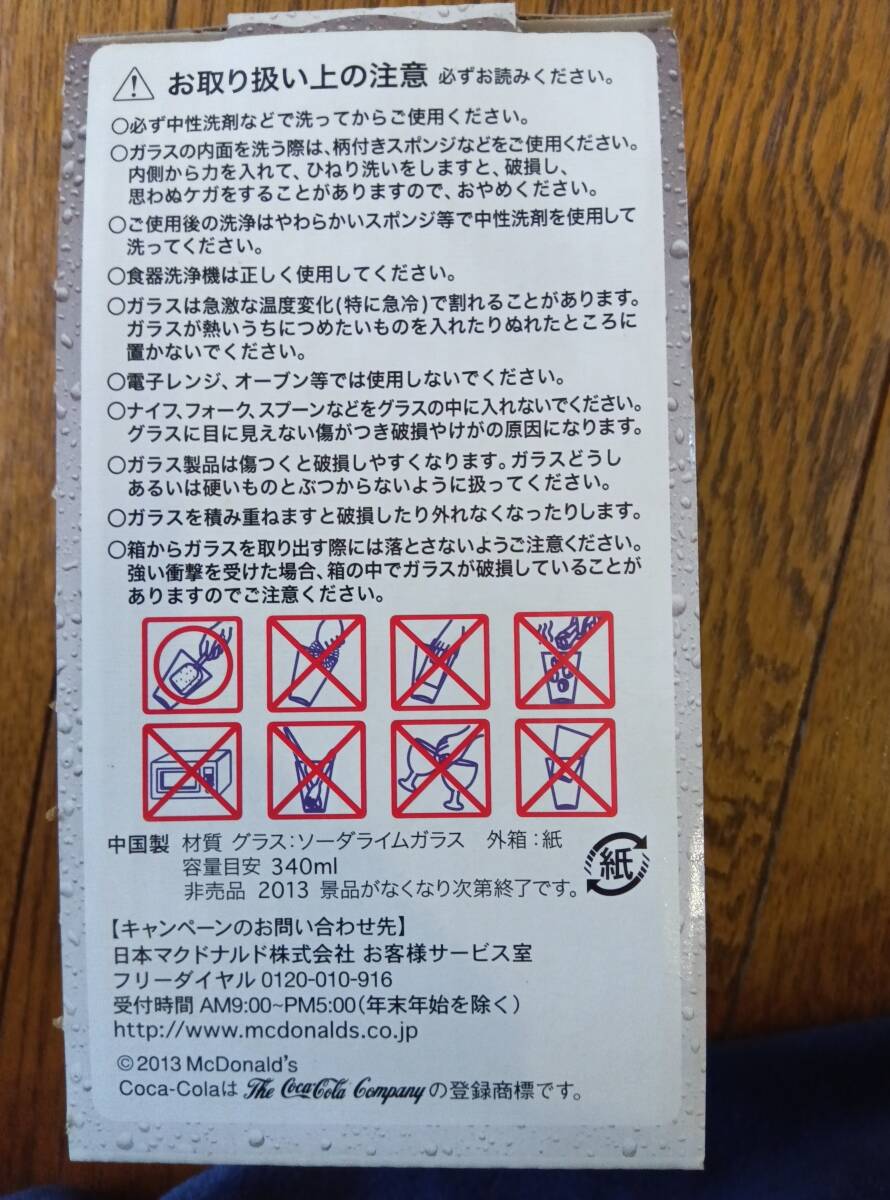 お取り扱い上の注意 必ずお読みください。
○必ず中性洗剤などで洗ってからご使用ください。
○ガラスの内面を洗う際は、柄付きスポンジなどをご使用ください。
内側から力を入れて、ひねり洗いをしますと、破損し、
思わぬケガをすることがありますので、おやめください。
○ご使用後の洗浄はやわらかいスポンジ等で中性洗剤を使用して
洗ってください。
○食器洗浄機は正しく使用してください。
○ガラスは急激な温度変化(特に急冷)で割れることがあります。
ガラスが熱いうちにつめたいものを入れたりぬれたところに
置かないでください。
○電子レンジ、オーブン等では使用しないでください。
○ナイフ、フォーク、スプーンなどをグラスの中に入れないでください。
グラスに目に見えない傷がつき破損やけがの原因になります。
○ガラス製品は傷つくと破損しやすくなります。ガラスどうし
あるいは硬いものとぶつからないように扱ってください。
○ガラスを積み重ねますと破損したり外れなくなったりします。
○箱からガラスを取り出す際には落とさないようご注意ください。
強い衝撃を受けた場合、箱の中でガラスが破損していることが
ありますのでご注意ください。
中国製 材質 グラス:ソーダライムガラス 外箱:紙
容量目安 340ml
非売品 2013 景品がなくなり次第終了です。
紙
【キャンペーンのお問い合わせ先】
日本マクドナルド株式会社 お客様サービス室
フリーダイヤル 0120-010-916
受付時間 AM9:00~PM5:00(年末年始を除く)
http://www.mcdonalds.co.jp
©2013 McDonald's
Coca-Colaは The Coca-Cola Company の登録商標です。